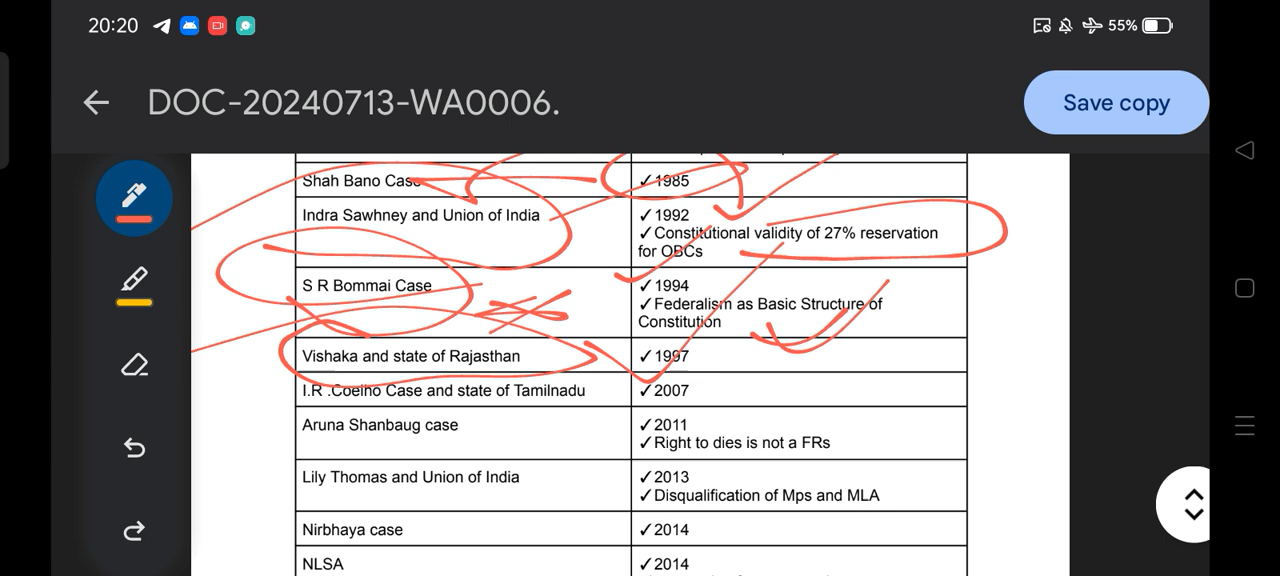 20:20
55%
DOC-20240713-WA0006.
Save copy
Shah Bano Case
✓1985
Indra Sawhney and Union of India
✓1992
✓Constitutional validity of 27% reservation
for OBCs
S R Bommai Case
✓1994
✓Federalism as Basic Structure of
Constitution
Vishaka and state of Rajasthan
✓1997
I.R .Coelho Case and state of Tamilnadu
✓2007
Aruna Shanbaug case
✓2011
✓Right to dies is not a FRs
Lily Thomas and Union of India
✓2013
✓Disqualification of Mps and MLA
Nirbhaya case
✓2014
NLSA
✓2014